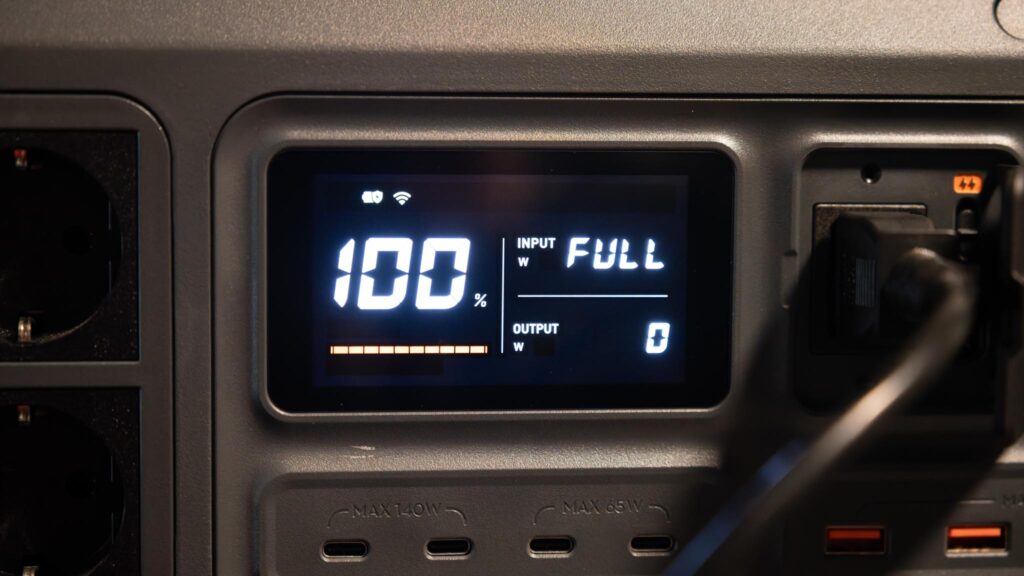 100 %
INPUT
W
FULL
OUTPUT
W
0
MAX 140W
MAX 65W